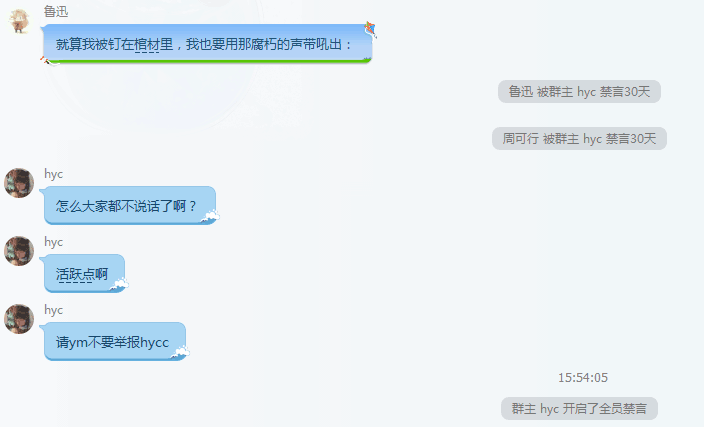 鲁迅
就算我被钉在棺材里，我也要用那腐朽的声带吼出：
鲁迅 被群主 hyc 禁言30天
周可行 被群主 hyc 禁言30天
hyc
怎么大家都不说话了啊？
hyc
活跃点啊
hyc
请ym不要举报hycc
15:54:05
群主 hyc 开启了全员禁言